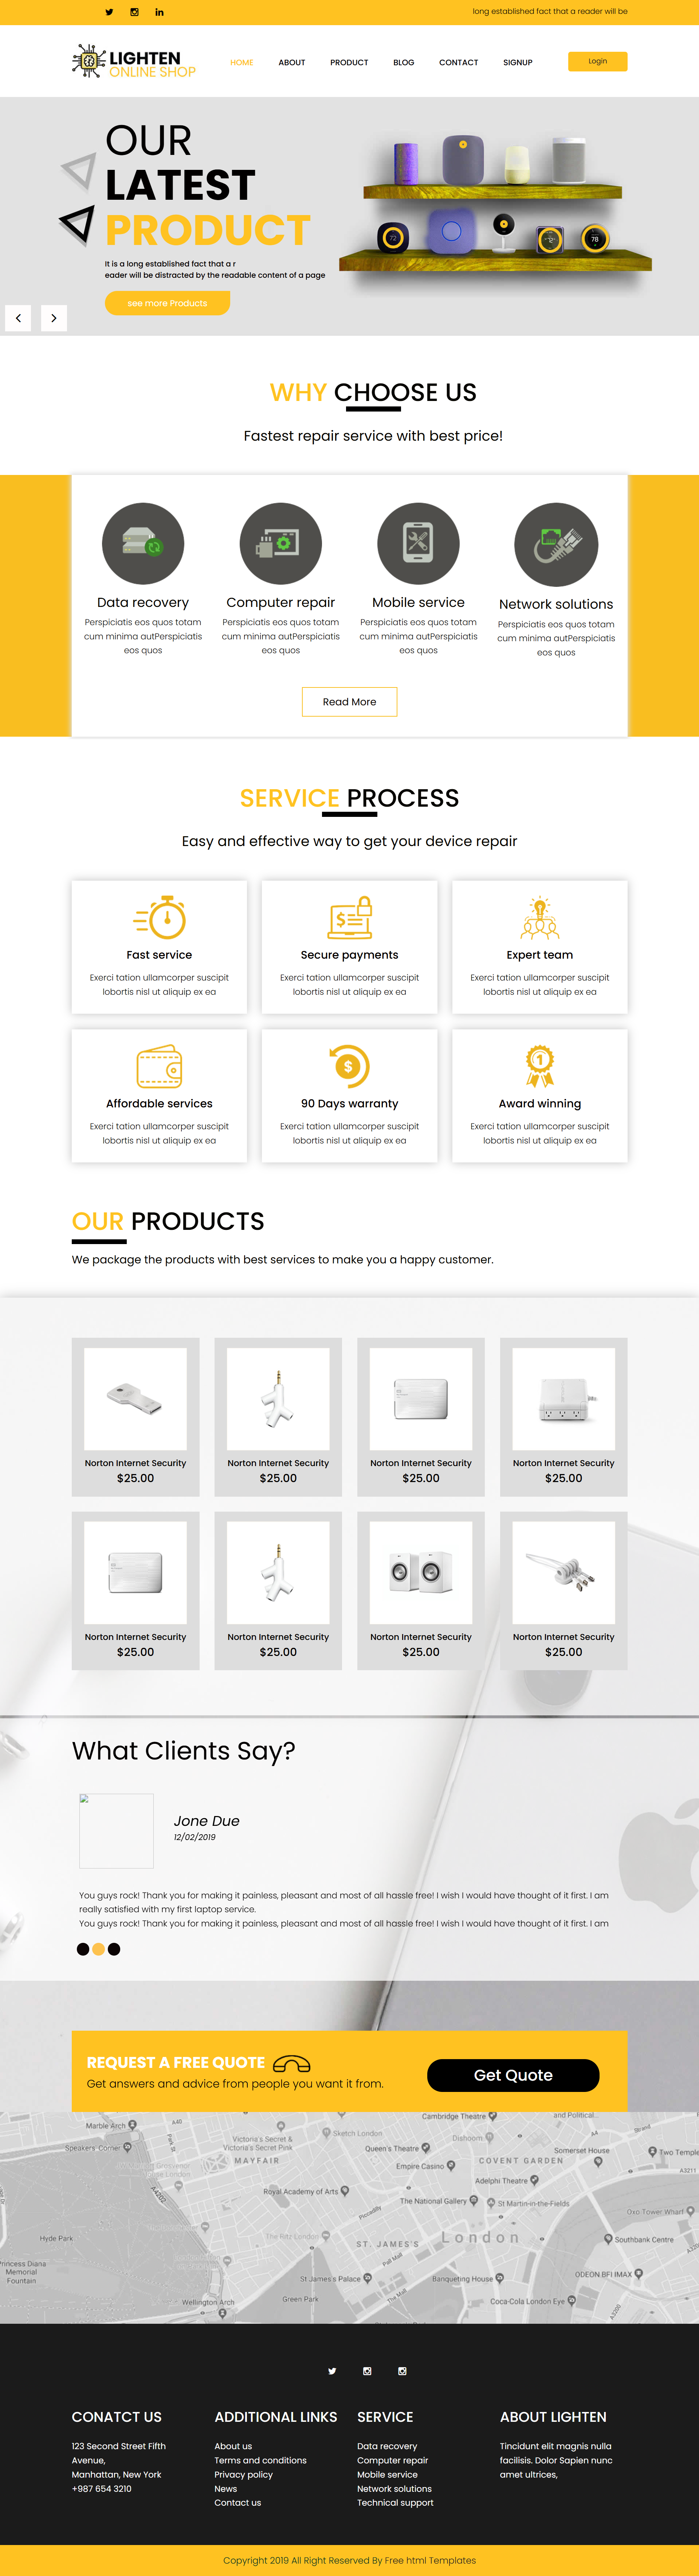 long established fact that a reader will be
LIGHTEN
ONLINE SHOP
HOME ABOUT PRODUCT BLOG CONTACT SIGNUP Login
OUR
LATEST
PRODUCT
It is a long established fact that a r
eader will be distracted by the readable content of a page
see more Products
72
78
WHY CHOOSE US
Fastest repair service with best price!
Data recovery
Perspiciatis eos quos totam
cum minima autPerspiciatis
eos quos
Computer repair
Perspiciatis eos quos totam
cum minima autPerspiciatis
eos quos
Mobile service
Perspiciatis eos quos totam
cum minima autPerspiciatis
eos quos
Network solutions
Perspiciatis eos quos totam
cum minima autPerspiciatis
eos quos
Read More
SERVICE PROCESS
Easy and effective way to get your device repair
Fast service
Exerci tation ullamcorper suscipit
lobortis nisl ut aliquip ex ea
Secure payments
Exerci tation ullamcorper suscipit
lobortis nisl ut aliquip ex ea
Expert team
Exerci tation ullamcorper suscipit
lobortis nisl ut aliquip ex ea
Affordable services
Exerci tation ullamcorper suscipit
lobortis nisl ut aliquip ex ea
90 Days warranty
Exerci tation ullamcorper suscipit
lobortis nisl ut aliquip ex ea
Award winning
Exerci tation ullamcorper suscipit
lobortis nisl ut aliquip ex ea
OUR PRODUCTS
We package the products with best services to make you a happy customer.
Norton Internet Security
$25.00
Norton Internet Security
$25.00
Norton Internet Security
$25.00
Norton Internet Security
$25.00
Norton Internet Security
$25.00
Norton Internet Security
$25.00
Norton Internet Security
$25.00
Norton Internet Security
$25.00
What Clients Say?
Jone Due
12/02/2019
You guys rock! Thank you for making it painless, pleasant and most of all hassle free! I wish I would have thought of it first. I am
really satisfied with my first laptop service.
You guys rock! Thank you for making it painless, pleasant and most of all hassle free! I wish I would have thought of it first. I am
REQUEST A FREE QUOTE
Get answers and advice from people you want it from.
Get Quote
Marble Arch
A40
Cambridge Theatre
and Political
Speakers' Corner
Park St
Victoria's Secret &
Victoria's Secret Pink
Sketch London
Queen's Theatre
Dishoom
A4
Strand
Somerset House
Two Temple
MAYFAIR
Empire Casino
COVENT GARDEN
A3211
A4202
Royal Academy of Arts
Adelphi Theatre
Piccadilly
The National Gallery
St Martin-in-the-Fields
Oxo Tower Wharf
Hyde Park
The Ritz London
ST. JAMES'S
London
Southbank Centre
Princess Diana
Memorial
Fountain
Pall Mall
St James's Palace
Banqueting House
ODEON BFI IMAX
The Mall
Wellington Arch
Green Park
Coca-Cola London Eye
A3200
CONATCT US
123 Second Street Fifth
Avenue,
Manhattan, New York
+987 654 3210
ADDITIONAL LINKS
About us
Terms and conditions
Privacy policy
News
Contact us
SERVICE
Data recovery
Computer repair
Mobile service
Network solutions
Technical support
ABOUT LIGHTEN
Tincidunt elit magnis nulla
facilisis. Dolor Sapien nunc
amet ultrices,
Copyright 2019 All Right Reserved By Free html Templates